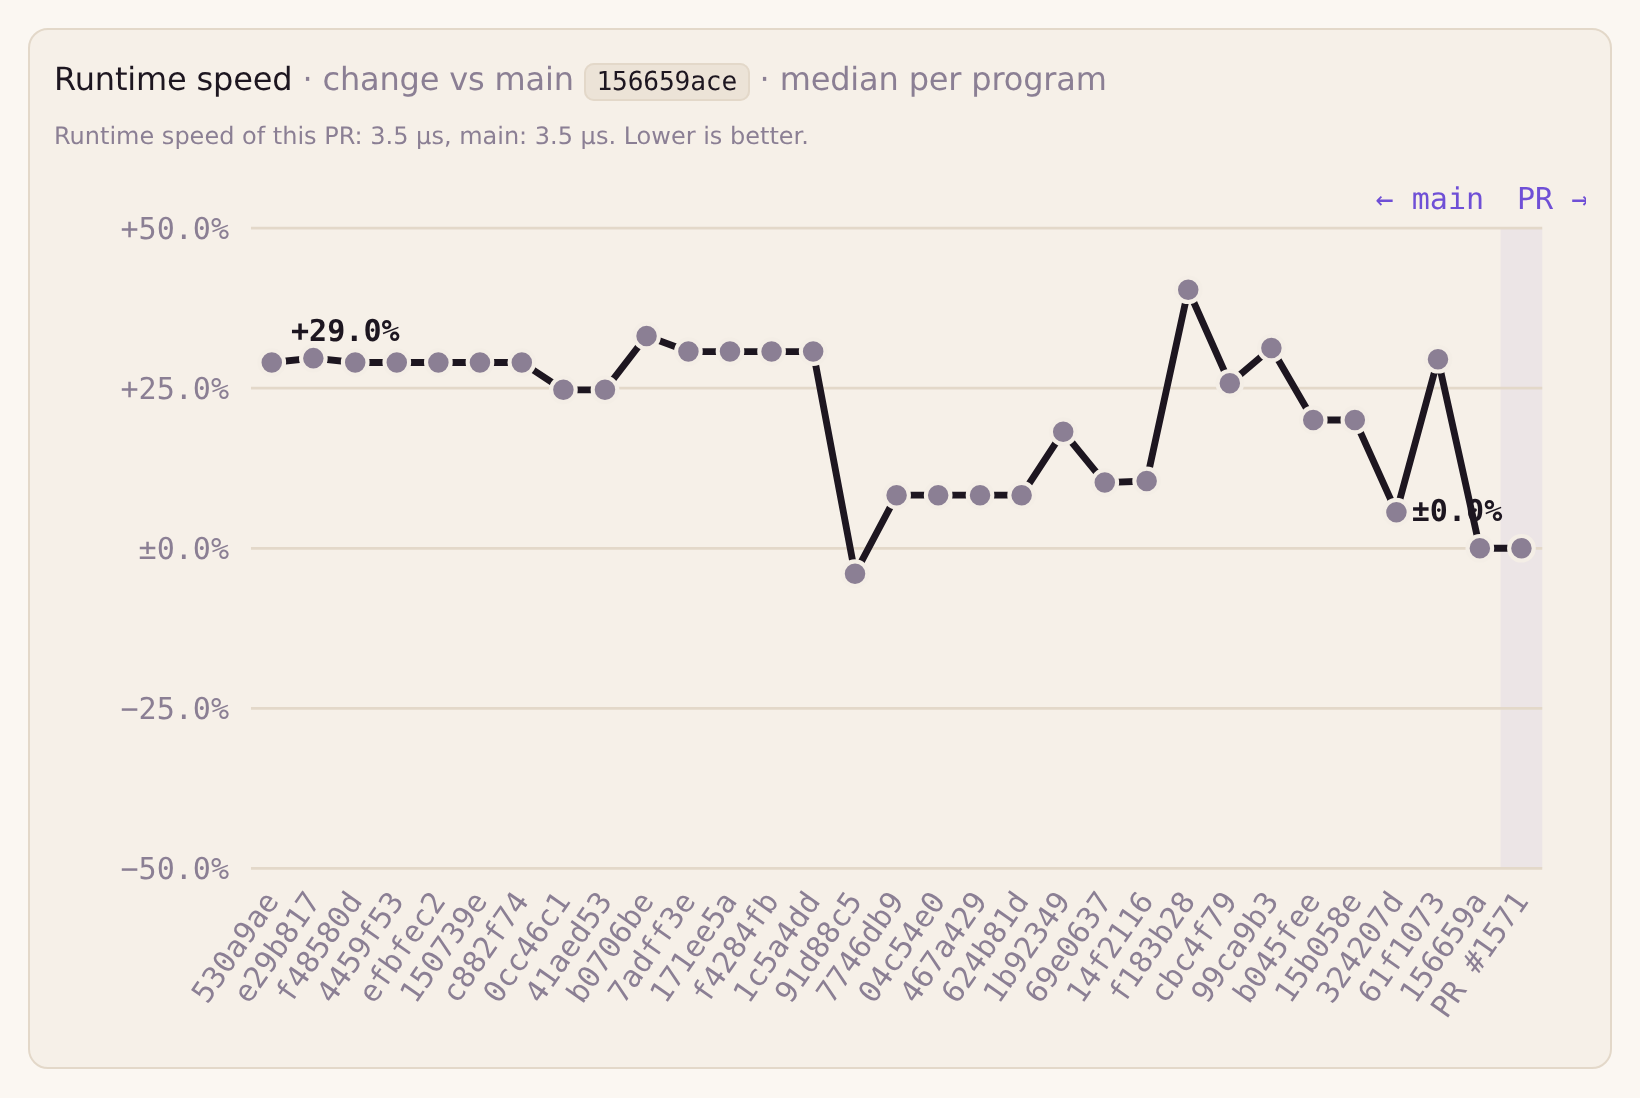 Runtime speed · change vs main 156659ace · median per program
Runtime speed of this PR: 3.5 µs, main: 3.5 µs. Lower is better.
← main PR →
+50.0%
+29.0%
+25.0%
±0.0%
±0.0%
−25.0%
−50.0%
530a9ae
e29b817
f48580d
4459f53
efbfec2
150739e
c882f74
0cc46c1
41aed53
b0706be
7adff3e
171ee5a
f4284fb
1c5a4dd
91d88c5
7746db9
04c54e0
467a429
624b81d
1b92349
69e0637
14f2116
f183b28
cbc4f79
99ca9b3
b045fee
15b058e
324207d
61f1073
156659a
PR #1571